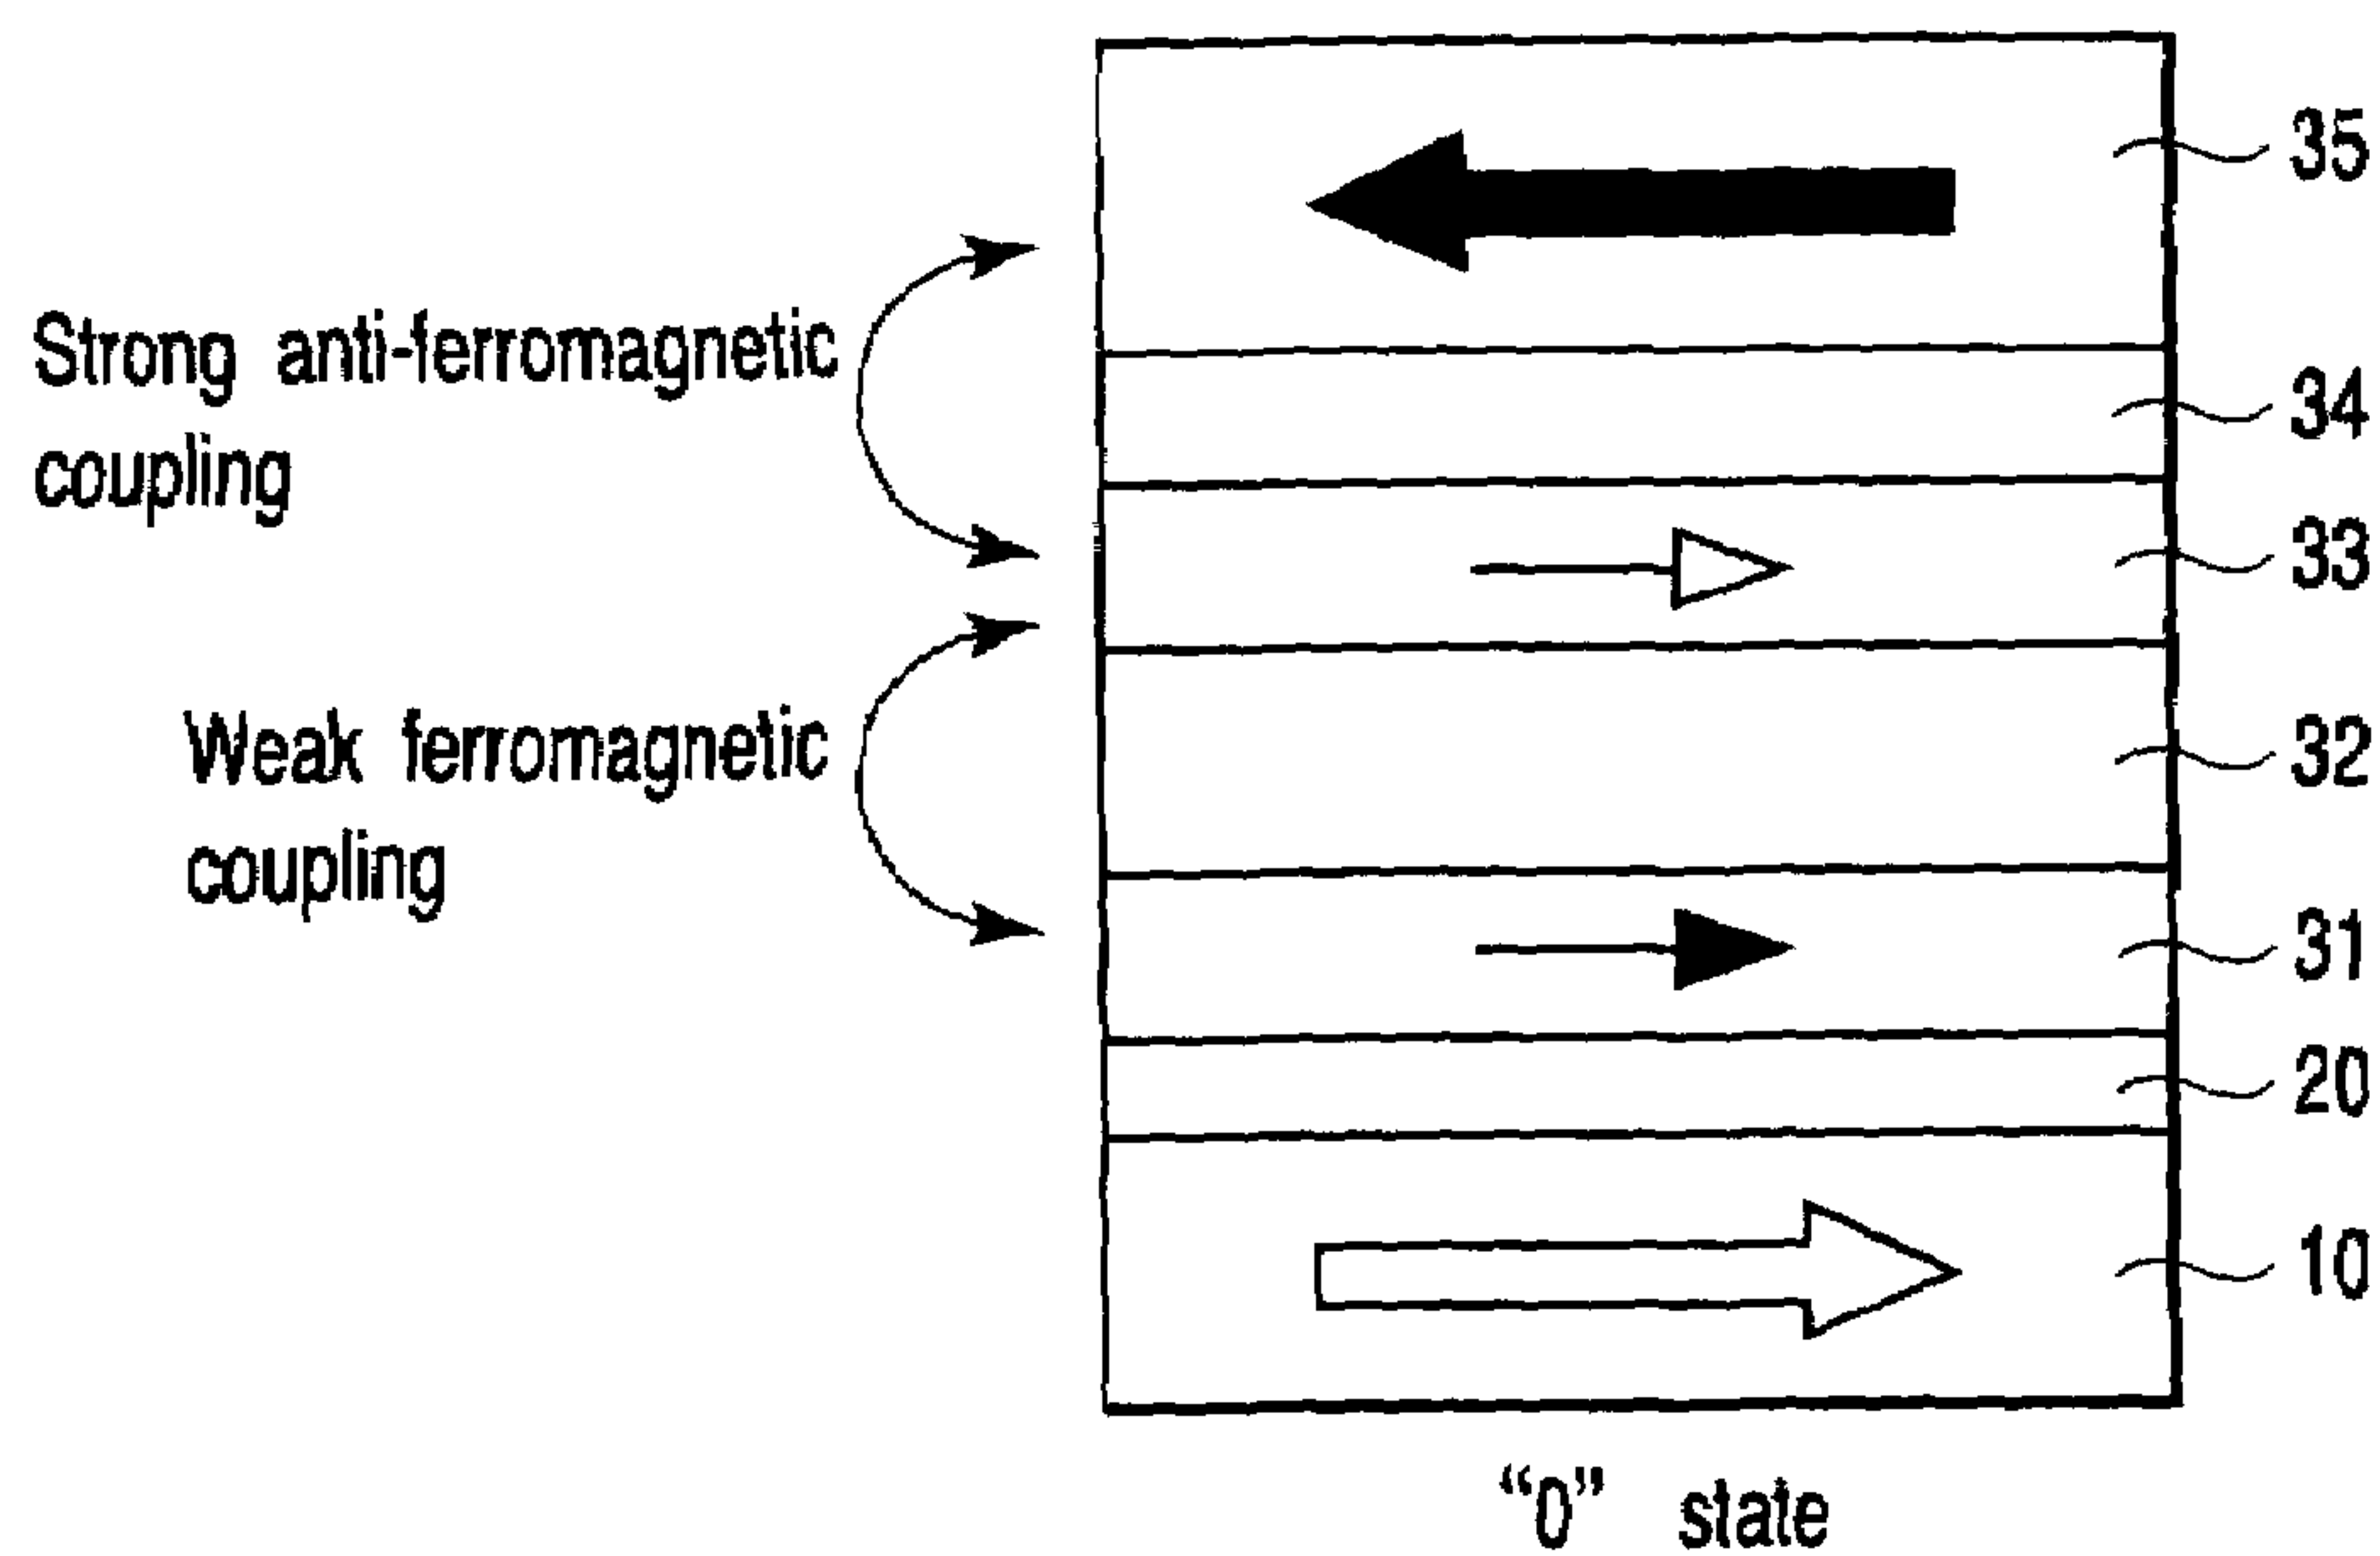 35
Strong anti-ferromagnetic
coupling
34
33
Weak ferromagnetic
coupling
32
31
20
10
“0” state